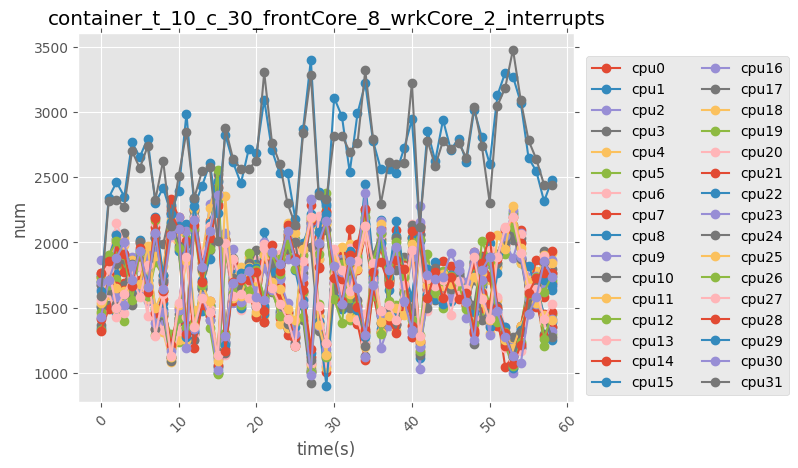 container_t_10_c_30_frontCore_8_wrkCore_2_interrupts
3500
3000
2500
2000
1500
1000
num
0
10
20
30
40
50
60
time(s)
cpu0
cpu1
cpu2
cpu3
cpu4
cpu5
cpu6
cpu7
cpu8
cpu9
cpu10
cpu11
cpu12
cpu13
cpu14
cpu15
cpu16
cpu17
cpu18
cpu19
cpu20
cpu21
cpu22
cpu23
cpu24
cpu25
cpu26
cpu27
cpu28
cpu29
cpu30
cpu31